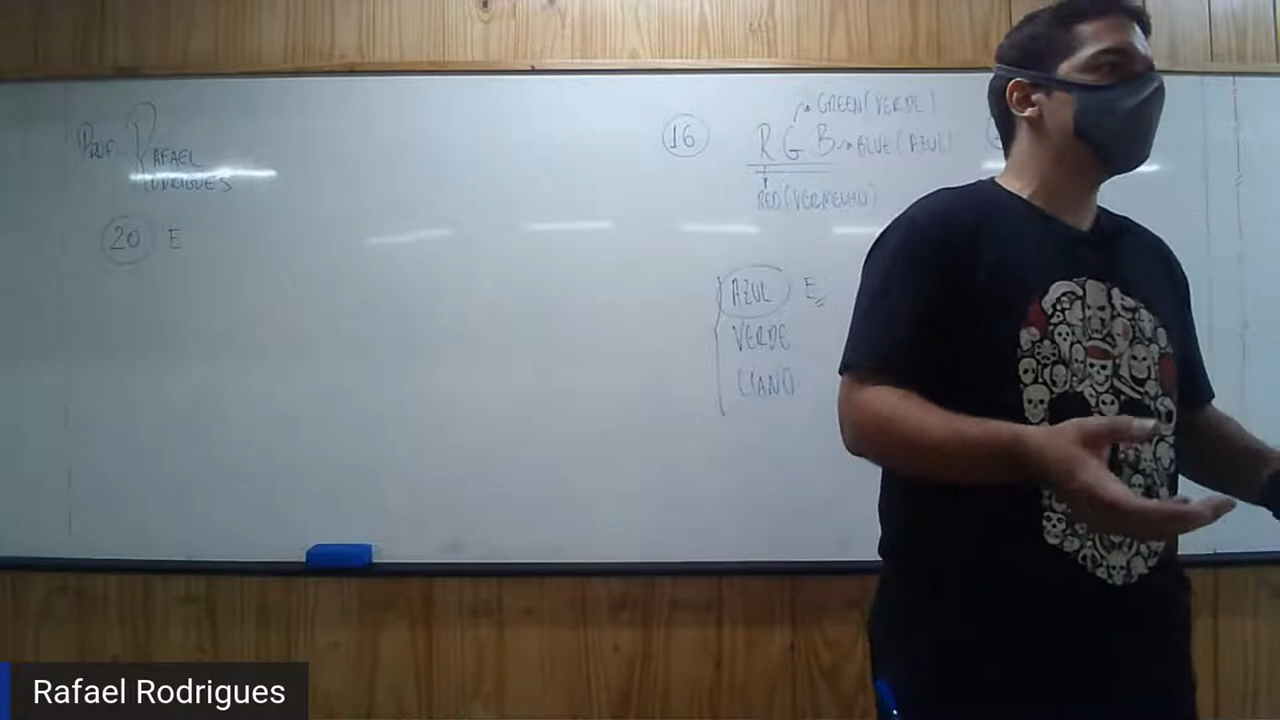 PROF. RAFAEL
RODRIGUES
20 E
16
GREEN (VERDE)
R G B → BLUE (AZUL)
RED (VERMELHO)
AZUL E
VERDE
CIANO
Rafael Rodrigues